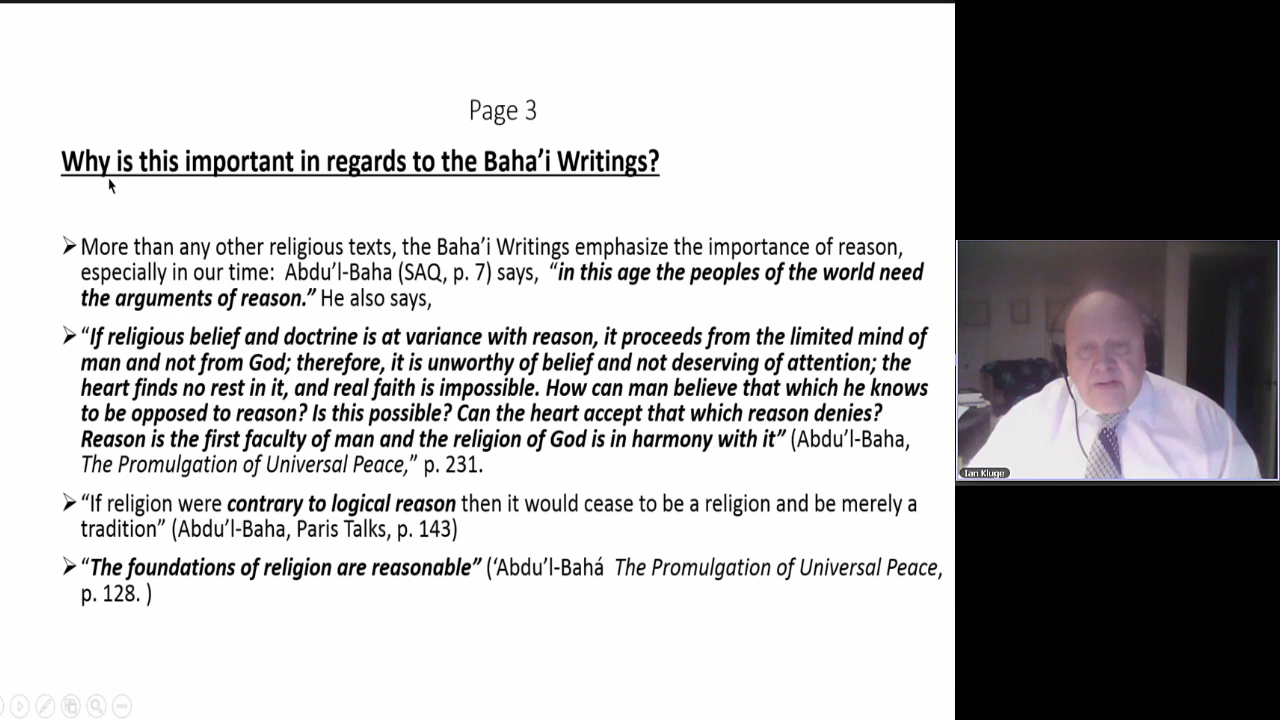 Page 3
Why is this important in regards to the Baha’i Writings?
➢More than any other religious texts, the Baha’i Writings emphasize the importance of reason,
especially in our time:  Abdu’l-Baha (SAQ, p. 7) says,  “in this age the peoples of the world need
the arguments of reason.” He also says,
➢“If religious belief and doctrine is at variance with reason, it proceeds from the limited mind of
man and not from God; therefore, it is unworthy of belief and not deserving of attention; the
heart finds no rest in it, and real faith is impossible. How can man believe that which he knows
to be opposed to reason? Is this possible? Can the heart accept that which reason denies?
Reason is the first faculty of man and the religion of God is in harmony with it” (Abdu’l-Baha,
The Promulgation of Universal Peace,” p. 231.
➢“If religion were contrary to logical reason then it would cease to be a religion and be merely a
tradition” (Abdu’l-Baha, Paris Talks, p. 143)
➢“The foundations of religion are reasonable” (‘Abdu’l-Bahá  The Promulgation of Universal Peace,
p. 128. )
Ian Kluge